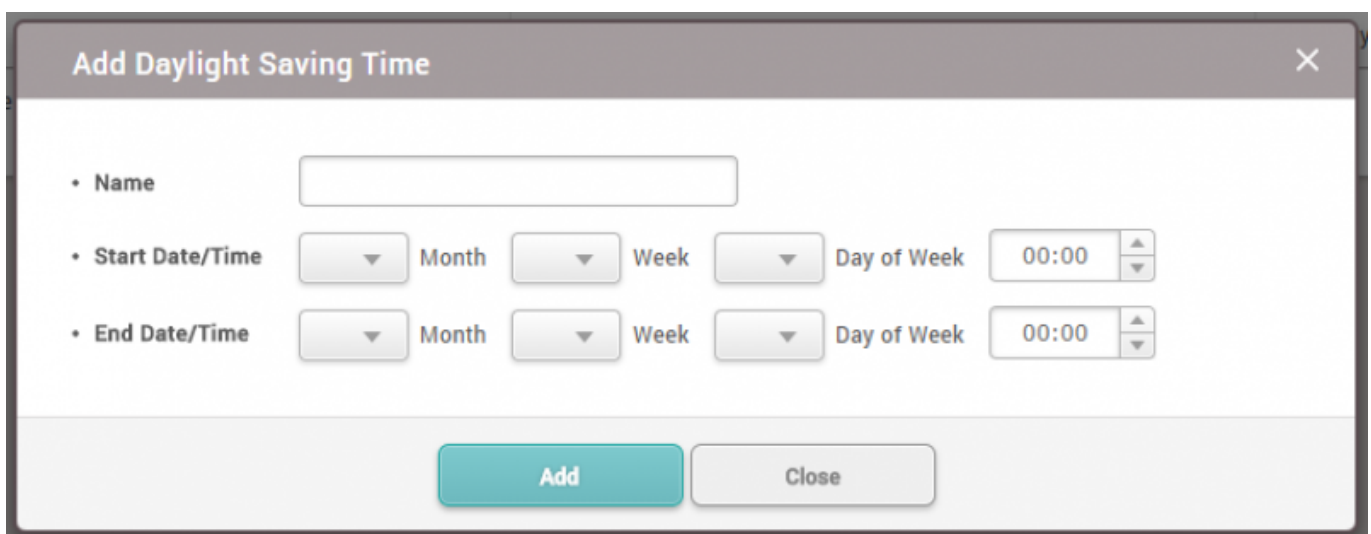 Add Daylight Saving Time
• Name
• Start Date/Time Month Week Day of Week 00:00
• End Date/Time Month Week Day of Week 00:00
Add Close